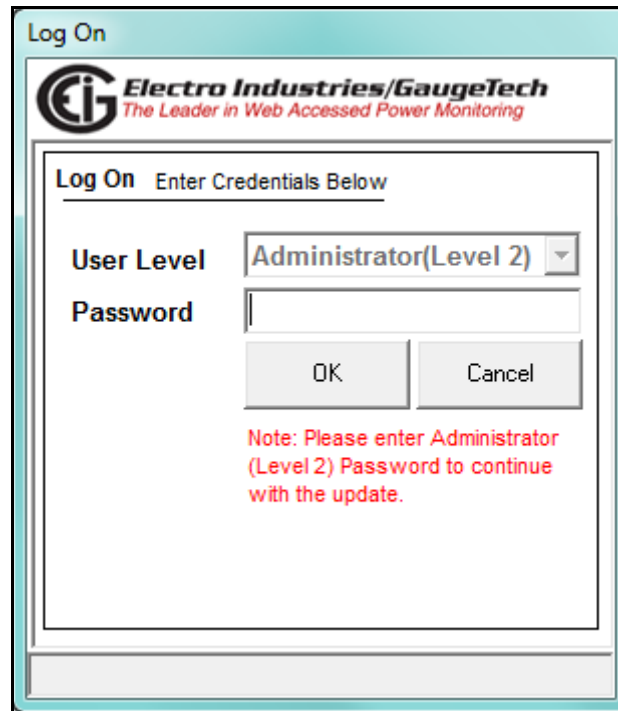 Log On
EIG
Electro Industries/GaugeTech
The Leader in Web Accessed Power Monitoring
Log On Enter Credentials Below
User Level Administrator(Level 2)
Password
OK Cancel
Note: Please enter Administrator
(Level 2) Password to continue
with the update.